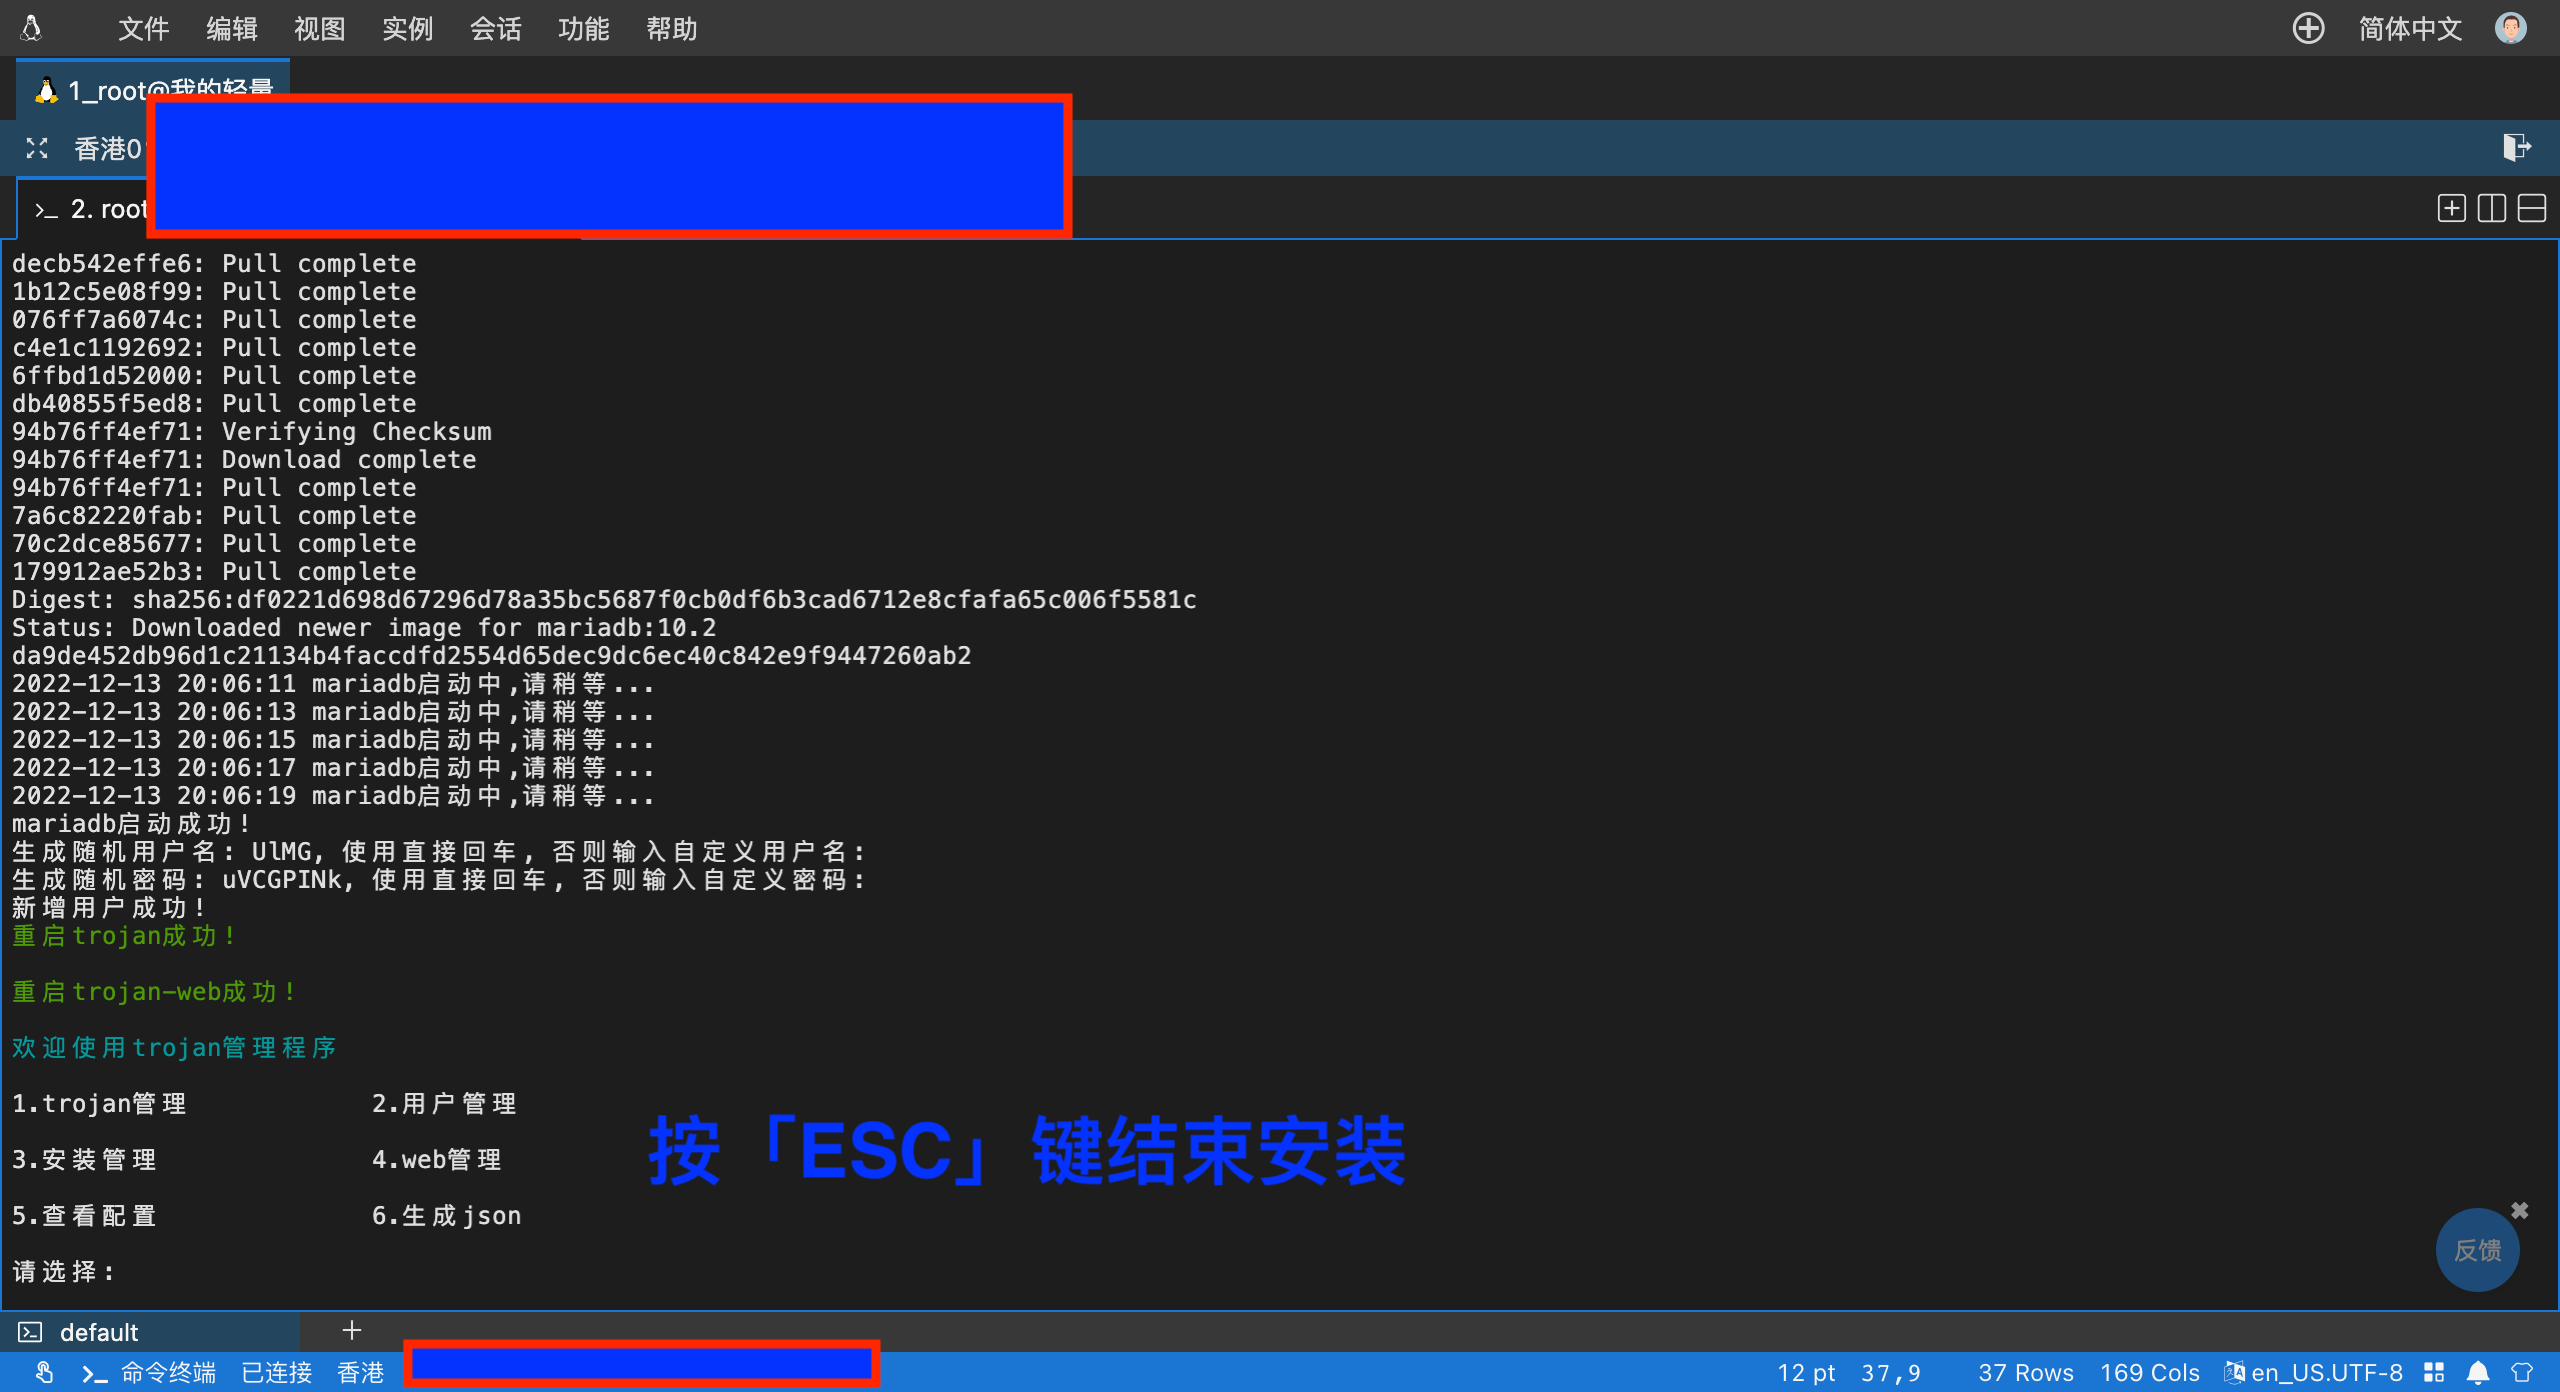 文件 编辑 视图 实例 会话 功能 帮助 简体中文
1_root@我的轻量
香港0
>_ 2. root
decb542effe6: Pull complete
1b12c5e08f99: Pull complete
076ff7a6074c: Pull complete
c4e1c1192692: Pull complete
6ffbd1d52000: Pull complete
db40855f5ed8: Pull complete
94b76ff4ef71: Verifying Checksum
94b76ff4ef71: Download complete
94b76ff4ef71: Pull complete
7a6c82220fab: Pull complete
70c2dce85677: Pull complete
179912ae52b3: Pull complete
Digest: sha256:df0221d698d67296d78a35bc5687f0cb0df6b3cad6712e8cfafa65c006f5581c
Status: Downloaded newer image for mariadb:10.2
da9de452db96d1c21134b4faccdfd2554d65dec9dc6ec40c842e9f9447260ab2
2022-12-13 20:06:11 mariadb启动中,请稍等...
2022-12-13 20:06:13 mariadb启动中,请稍等...
2022-12-13 20:06:15 mariadb启动中,请稍等...
2022-12-13 20:06:17 mariadb启动中,请稍等...
2022-12-13 20:06:19 mariadb启动中,请稍等...
mariadb启动成功!
生成随机用户名: UlMG, 使用直接回车, 否则输入自定义用户名:
生成随机密码: uVCGPINk, 使用直接回车, 否则输入自定义密码:
新增用户成功!
重启trojan成功!
重启trojan-web成功!
欢迎使用trojan管理程序
1.trojan管理 2.用户管理
3.安装管理 4.web管理
按「ESC」键结束安装
5.查看配置 6.生成json
反馈
请选择:
default +
>_ 命令终端 已连接 香港 12 pt 37,9 37 Rows 169 Cols en_US.UTF-8